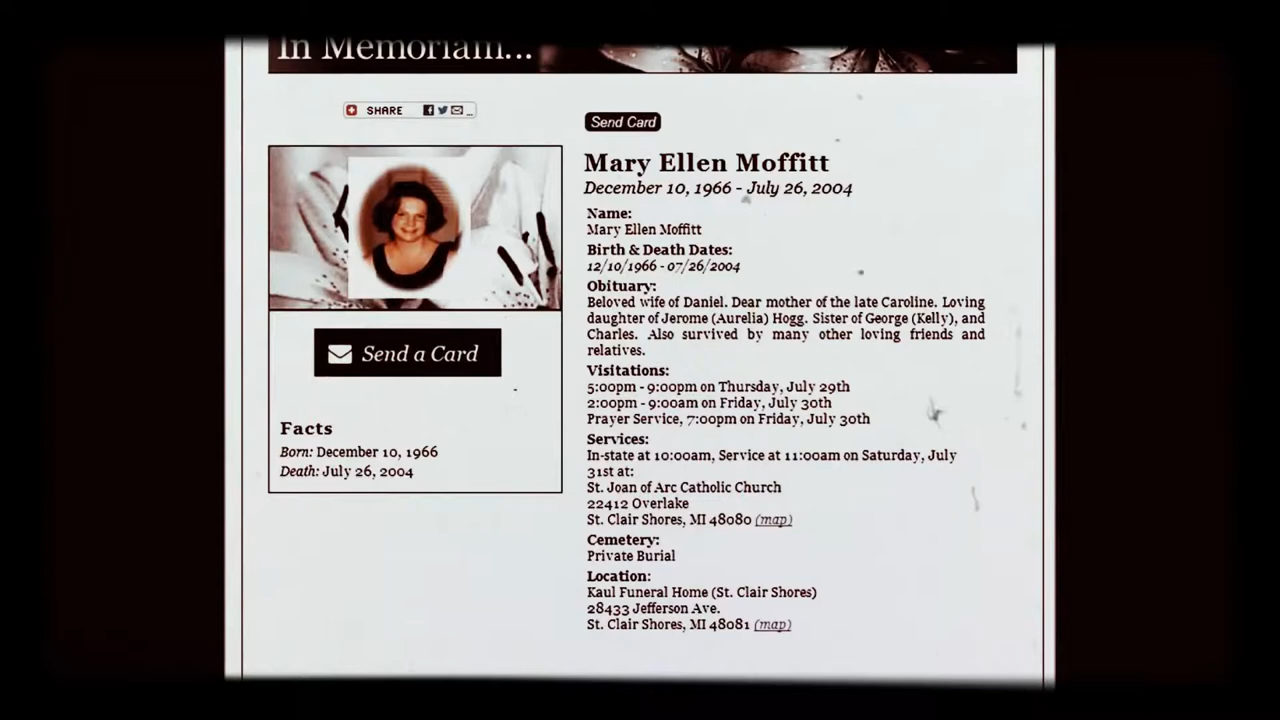 In Memoriam...
SHARE
Send Card
Mary Ellen Moffitt
December 10, 1966 - July 26, 2004
Name:
Mary Ellen Moffitt
Birth & Death Dates:
12/10/1966 - 07/26/2004
Obituary:
Beloved wife of Daniel. Dear mother of the late Caroline. Loving
daughter of Jerome (Aurelia) Hogg. Sister of George (Kelly), and
Charles. Also survived by many other loving friends and
relatives.
Visitations:
5:00pm - 9:00pm on Thursday, July 29th
2:00pm - 9:00am on Friday, July 30th
Prayer Service, 7:00pm on Friday, July 30th
Services:
In-state at 10:00am, Service at 11:00am on Saturday, July
31st at:
St. Joan of Arc Catholic Church
22412 Overlake
St. Clair Shores, MI 48080 (map)
Cemetery:
Private Burial
Location:
Kaul Funeral Home (St. Clair Shores)
28433 Jefferson Ave.
St. Clair Shores, MI 48081 (map)
Send a Card
Facts
Born: December 10, 1966
Death: July 26, 2004